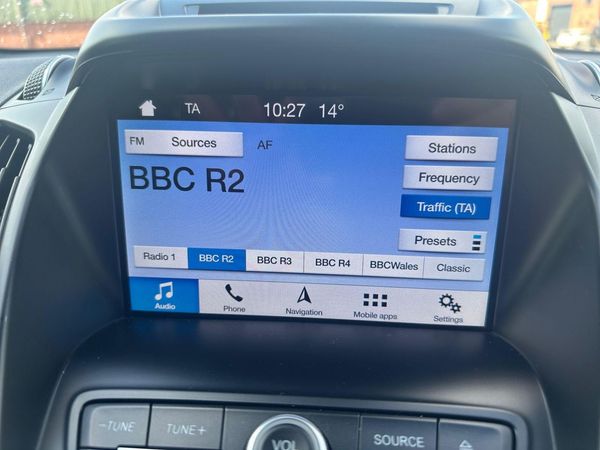 TA 10:27 14°
FM Sources AF
Stations
BBC R2
Frequency
Traffic (TA)
Presets
Radio 1 BBC R2 BBC R3 BBC R4 BBCWales Classic
Audio Phone Navigation Mobile apps Settings
-TUNE TUNE+ VOL SOURCE